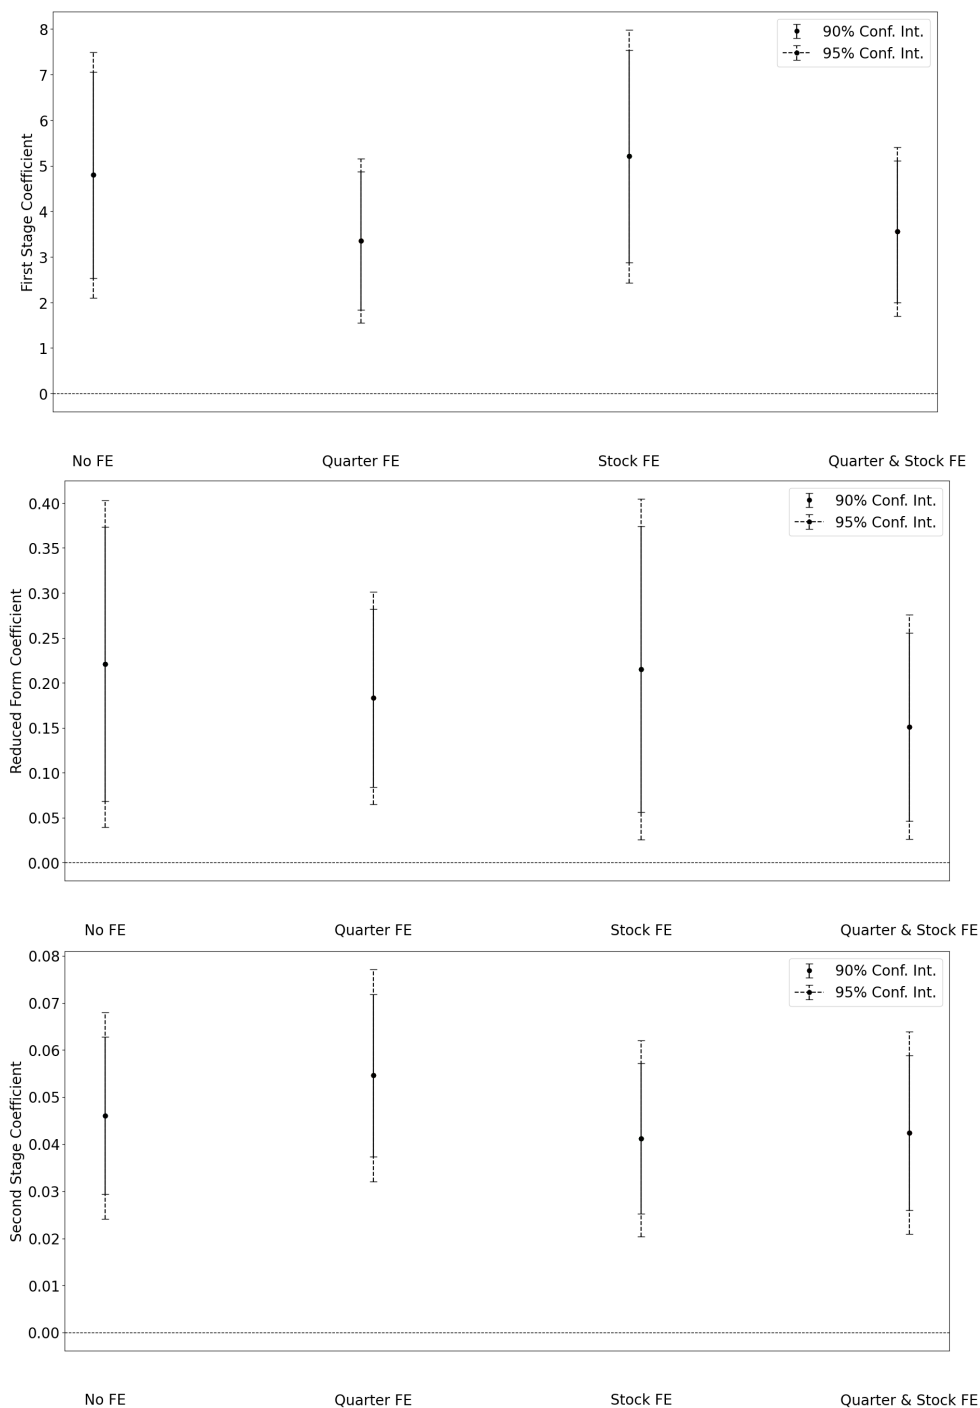 8
7
6
5
4
3
2
1
0
First Stage Coefficient
90% Conf. Int.
95% Conf. Int.
No FE
Quarter FE
Stock FE
Quarter & Stock FE
0.40
0.35
0.30
0.25
0.20
0.15
0.10
0.05
0.00
Reduced Form Coefficient
90% Conf. Int.
95% Conf. Int.
No FE
Quarter FE
Stock FE
Quarter & Stock FE
0.08
0.07
0.06
0.05
0.04
0.03
0.02
0.01
0.00
Second Stage Coefficient
90% Conf. Int.
95% Conf. Int.
No FE
Quarter FE
Stock FE
Quarter & Stock FE